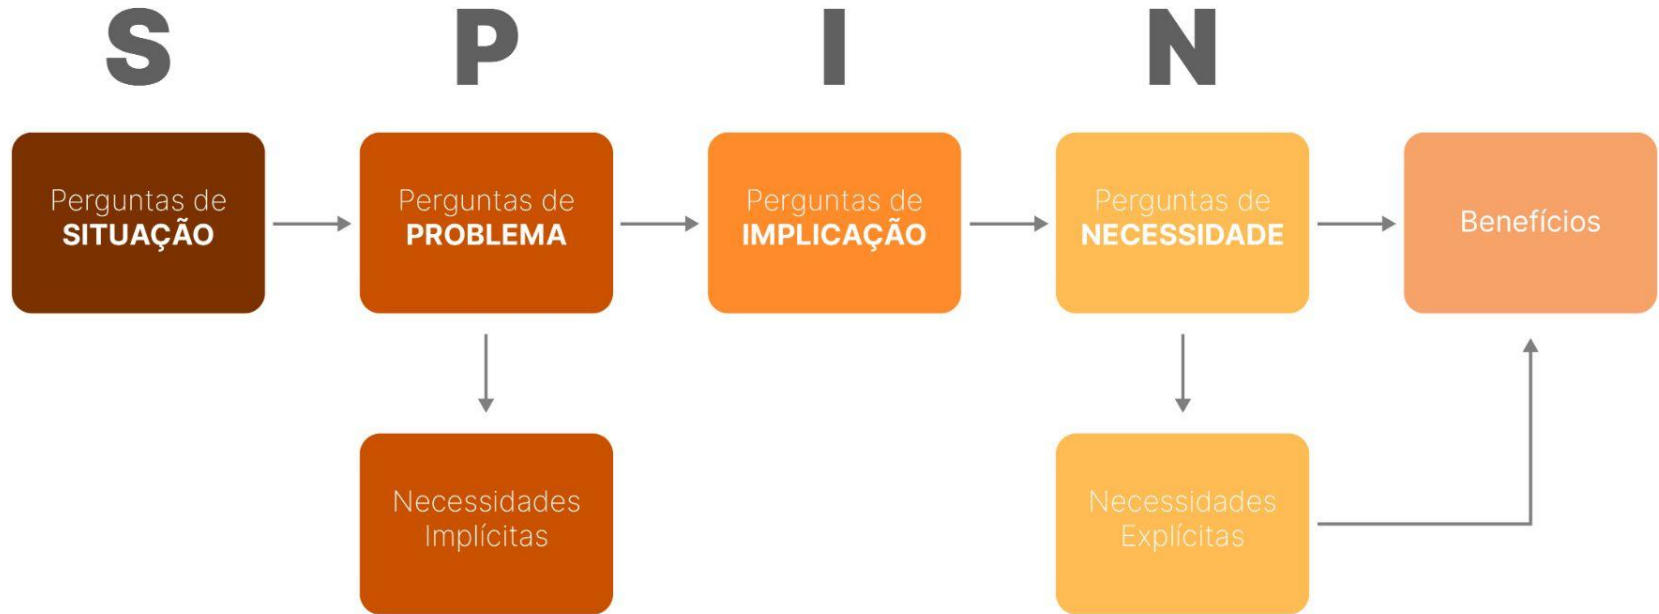 S
P
I
N
Perguntas de
SITUAÇÃO
Perguntas de
PROBLEMA
Perguntas de
IMPLICAÇÃO
Perguntas de
NECESSIDADE
Benefícios
Necessidades
Implícitas
Necessidades
Explícitas